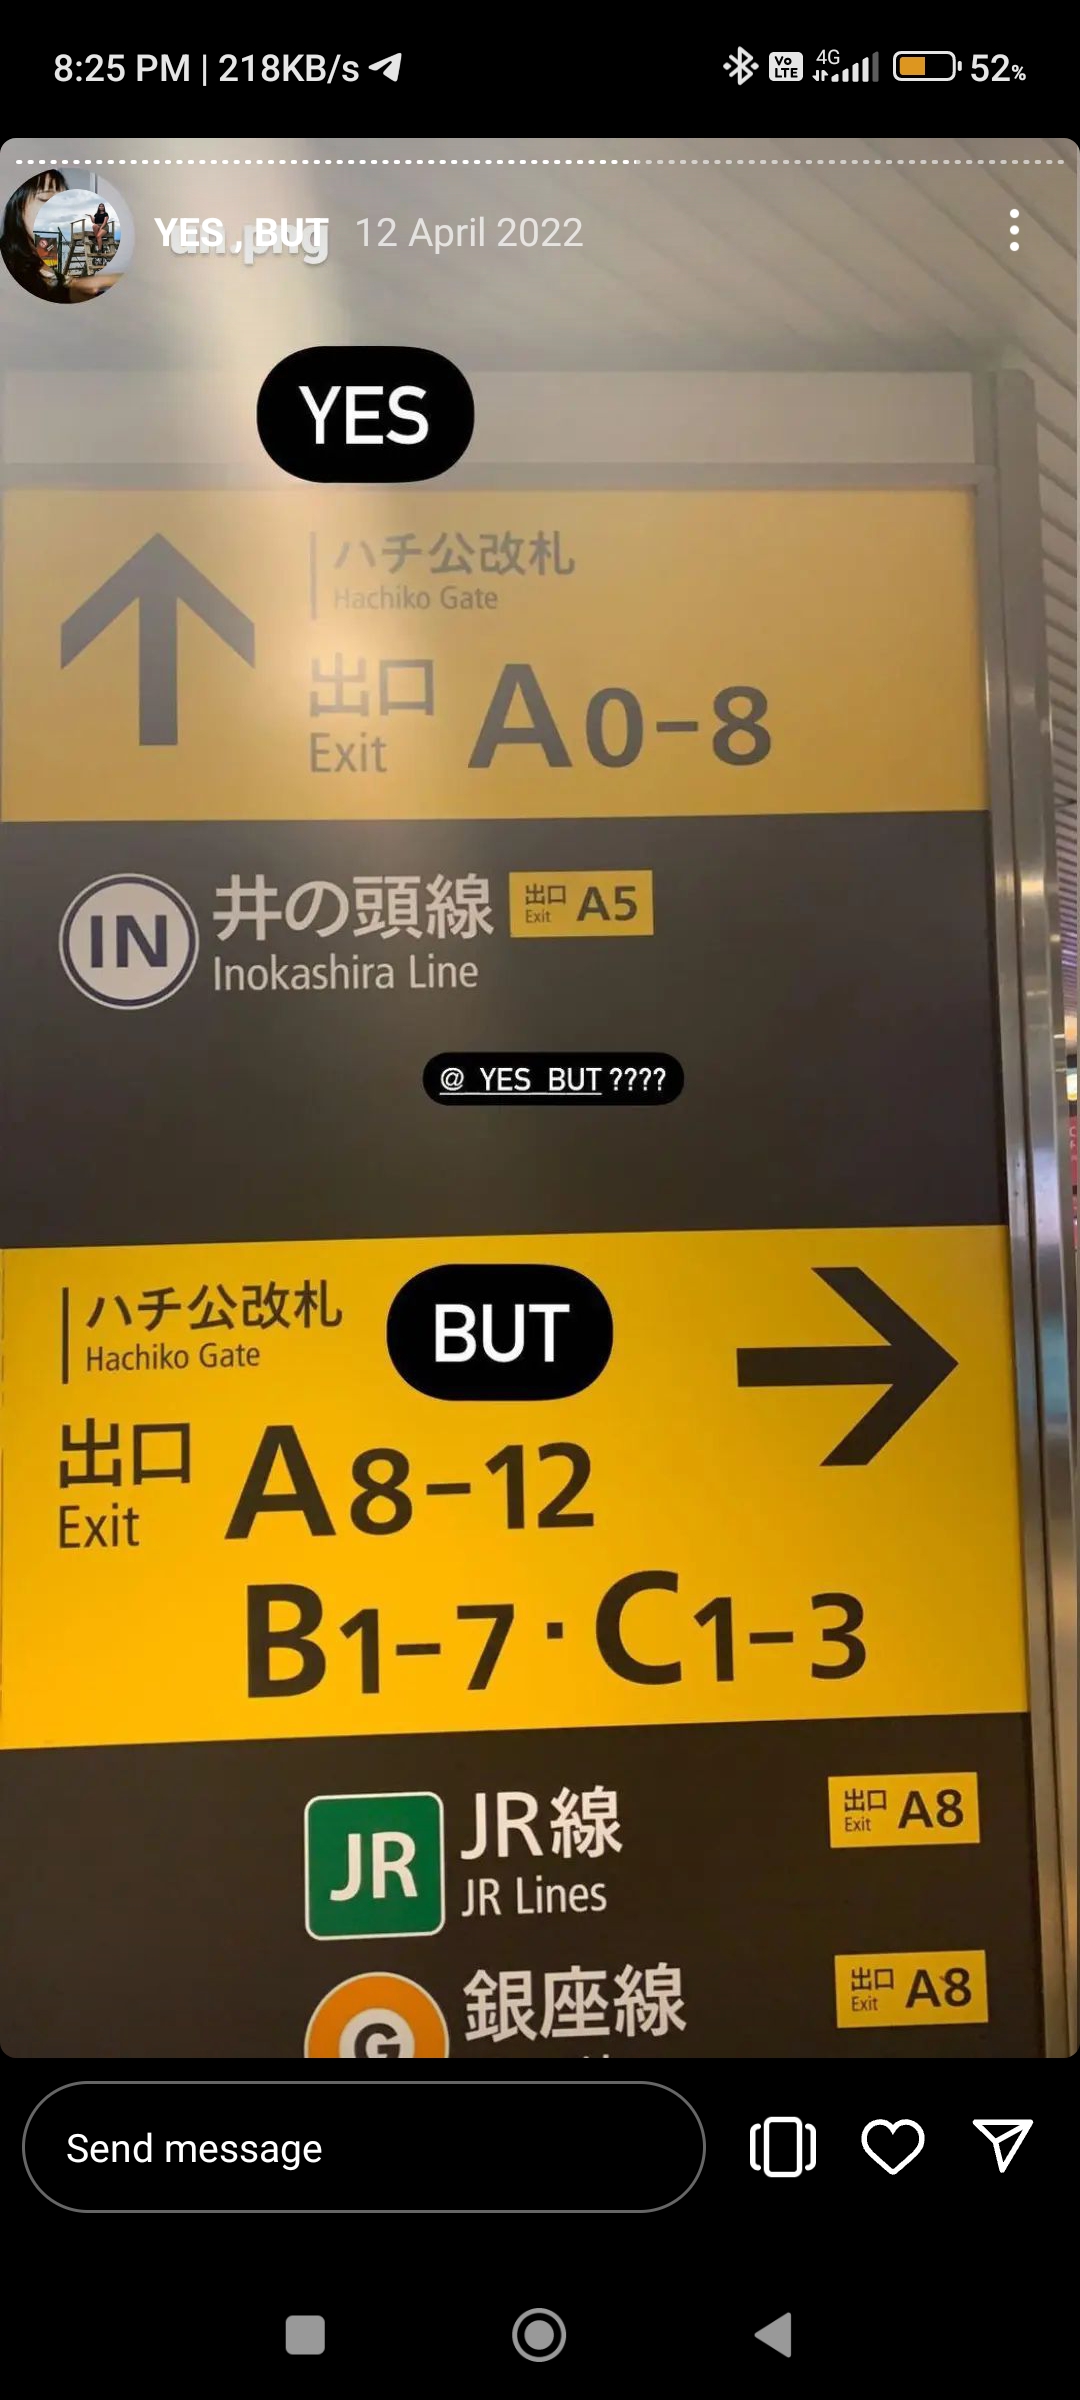 8:25 PM | 218KB/s
Vo LTE 4G 52%
YES , BUT 12 April 2022
YES
ハチ公改札
Hachiko Gate
出口 A0-8
Exit
IN 井の頭線 出口 Exit A5
Inokashira Line
@_YES_BUT ????
ハチ公改札
Hachiko Gate
BUT
出口 A8-12
Exit
B1-7・C1-3
JR JR線 出口 Exit A8
JR Lines
G 銀座線 出口 Exit A8
Send message